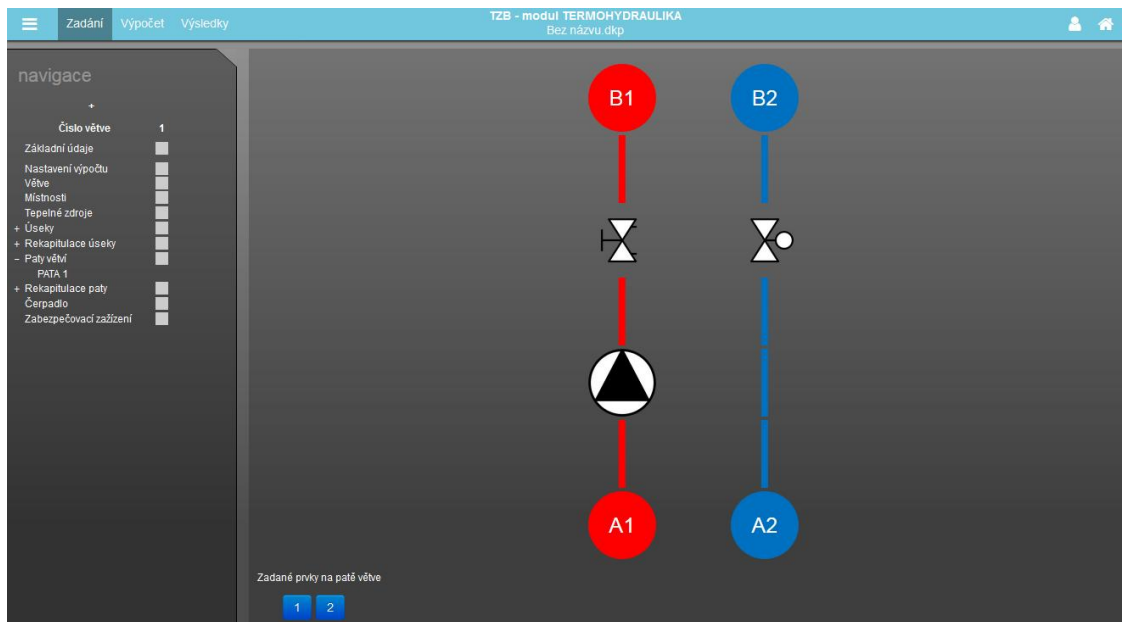 Zadání Výpočet Výsledky
TZB - modul TERMOHYDRAULIKA
Bez názvu.dkp
navigace
+
Číslo větve 1
Základní údaje
Nastavení výpočtu
Větve
Místnosti
Tepelné zdroje
+ Úseky
+ Rekapitulace úseky
– Paty větví
PATA 1
+ Rekapitulace paty
Čerpadlo
Zabezpečovací zažízení
B1 B2
A1 A2
Zadané prvky na patě větve
1 2